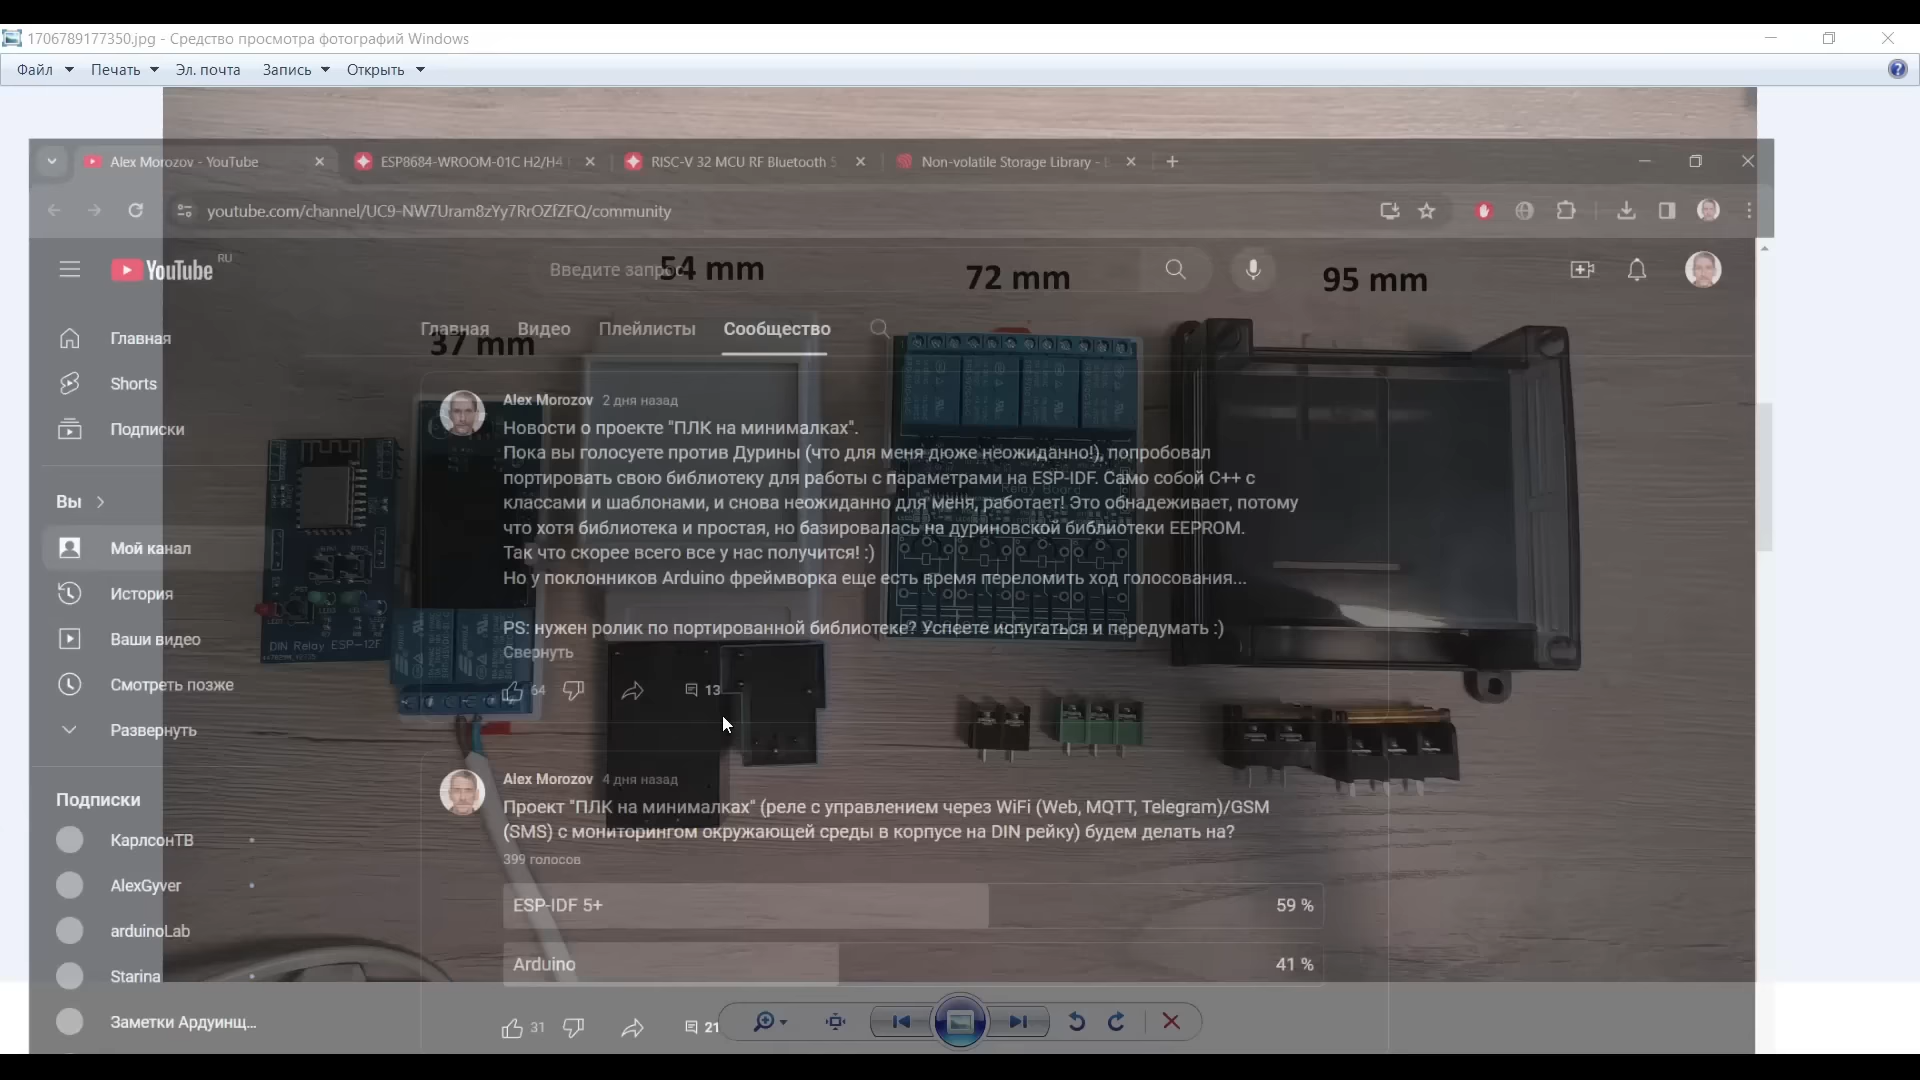 1706789177350.jpg - Средство просмотра фотографий Windows
Файл Печать Эл. почта Запись Открыть
Alex Morozov - YouTube
ESP8684-WROOM-01C H2/H4
RISC-V 32 MCU RF Bluetooth 5
Non-volatile Storage Library -
youtube.com/channel/UC9-NW7Uram8zYy7RrOZfZFQ/community
YouTube RU
Введите запрос
54 mm
72 mm
95 mm
37 mm
Главная Видео Плейлисты Сообщество
Главная
Shorts
Подписки
Вы
Мой канал
История
Ваши видео
Смотреть позже
Развернуть
Подписки
КарлсонТВ
AlexGyver
arduinoLab
Starina
Заметки Ардуинщ...
Alex Morozov 2 дня назад
Новости о проекте "ПЛК на минималках".
Пока вы голосуете против Дурины (что для меня дюже неожиданно!), попробовал
портировать свою библиотеку для работы с параметрами на ESP-IDF. Само собой C++ с
классами и шаблонами, и снова неожиданно для меня, работает! Это обнадеживает, потому
что хотя библиотека и простая, но базировалась на дуриновской библиотеки EEPROM.
Так что скорее всего все у нас получится! :)
Но у поклонников Arduino фреймворка еще есть время переломить ход голосования...
PS: нужен ролик по портированной библиотеке? Успеете испугаться и передумать :)
Свернуть
64 13
Alex Morozov 4 дня назад
Проект "ПЛК на минималках" (реле с управлением через WiFi (Web, MQTT, Telegram)/GSM
(SMS) с мониторингом окружающей среды в корпусе на DIN рейку) будем делать на?
399 голосов
ESP-IDF 5+ 59 %
Arduino 41 %
31 21
DIN Relay ESP-12F
Relay Board